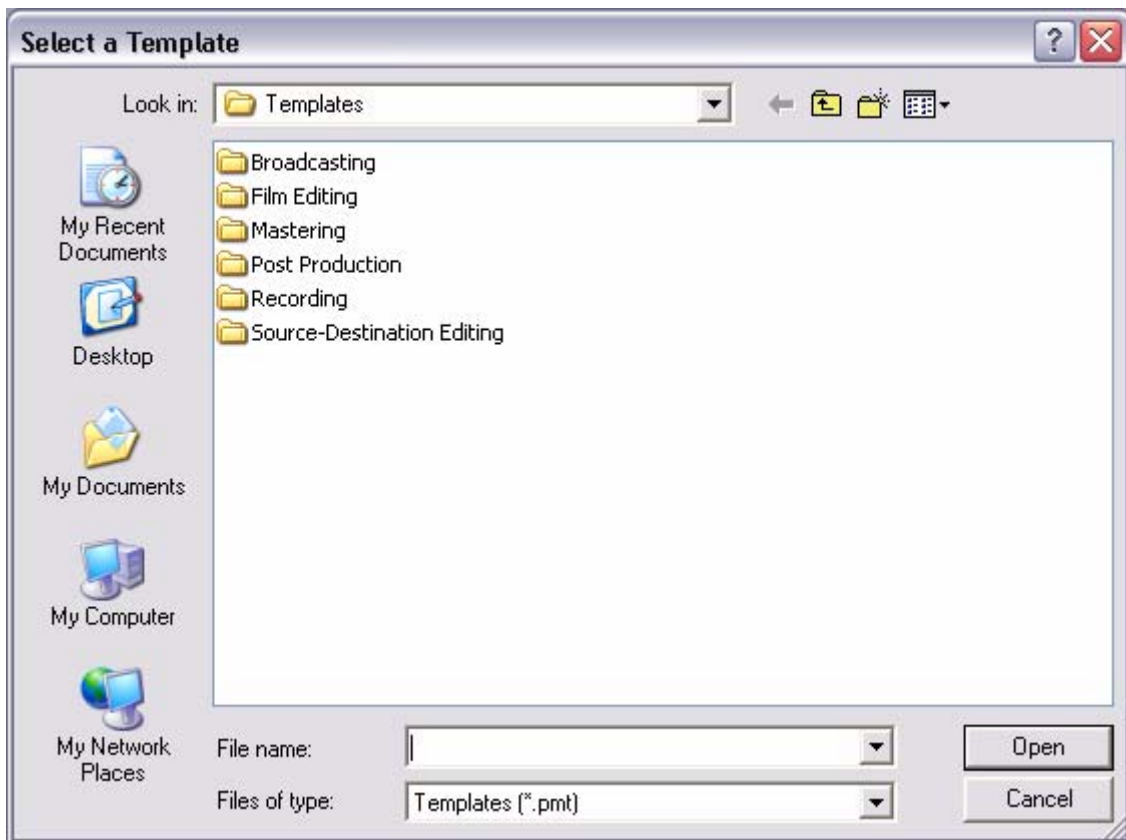 Select a Template
?
Look in:
Templates
My Recent
Documents
Desktop
My Documents
My Computer
My Network
Places
Broadcasting
Film Editing
Mastering
Post Production
Recording
Source-Destination Editing
File name:
Open
Files of type:
Templates (*.pmt)
Cancel